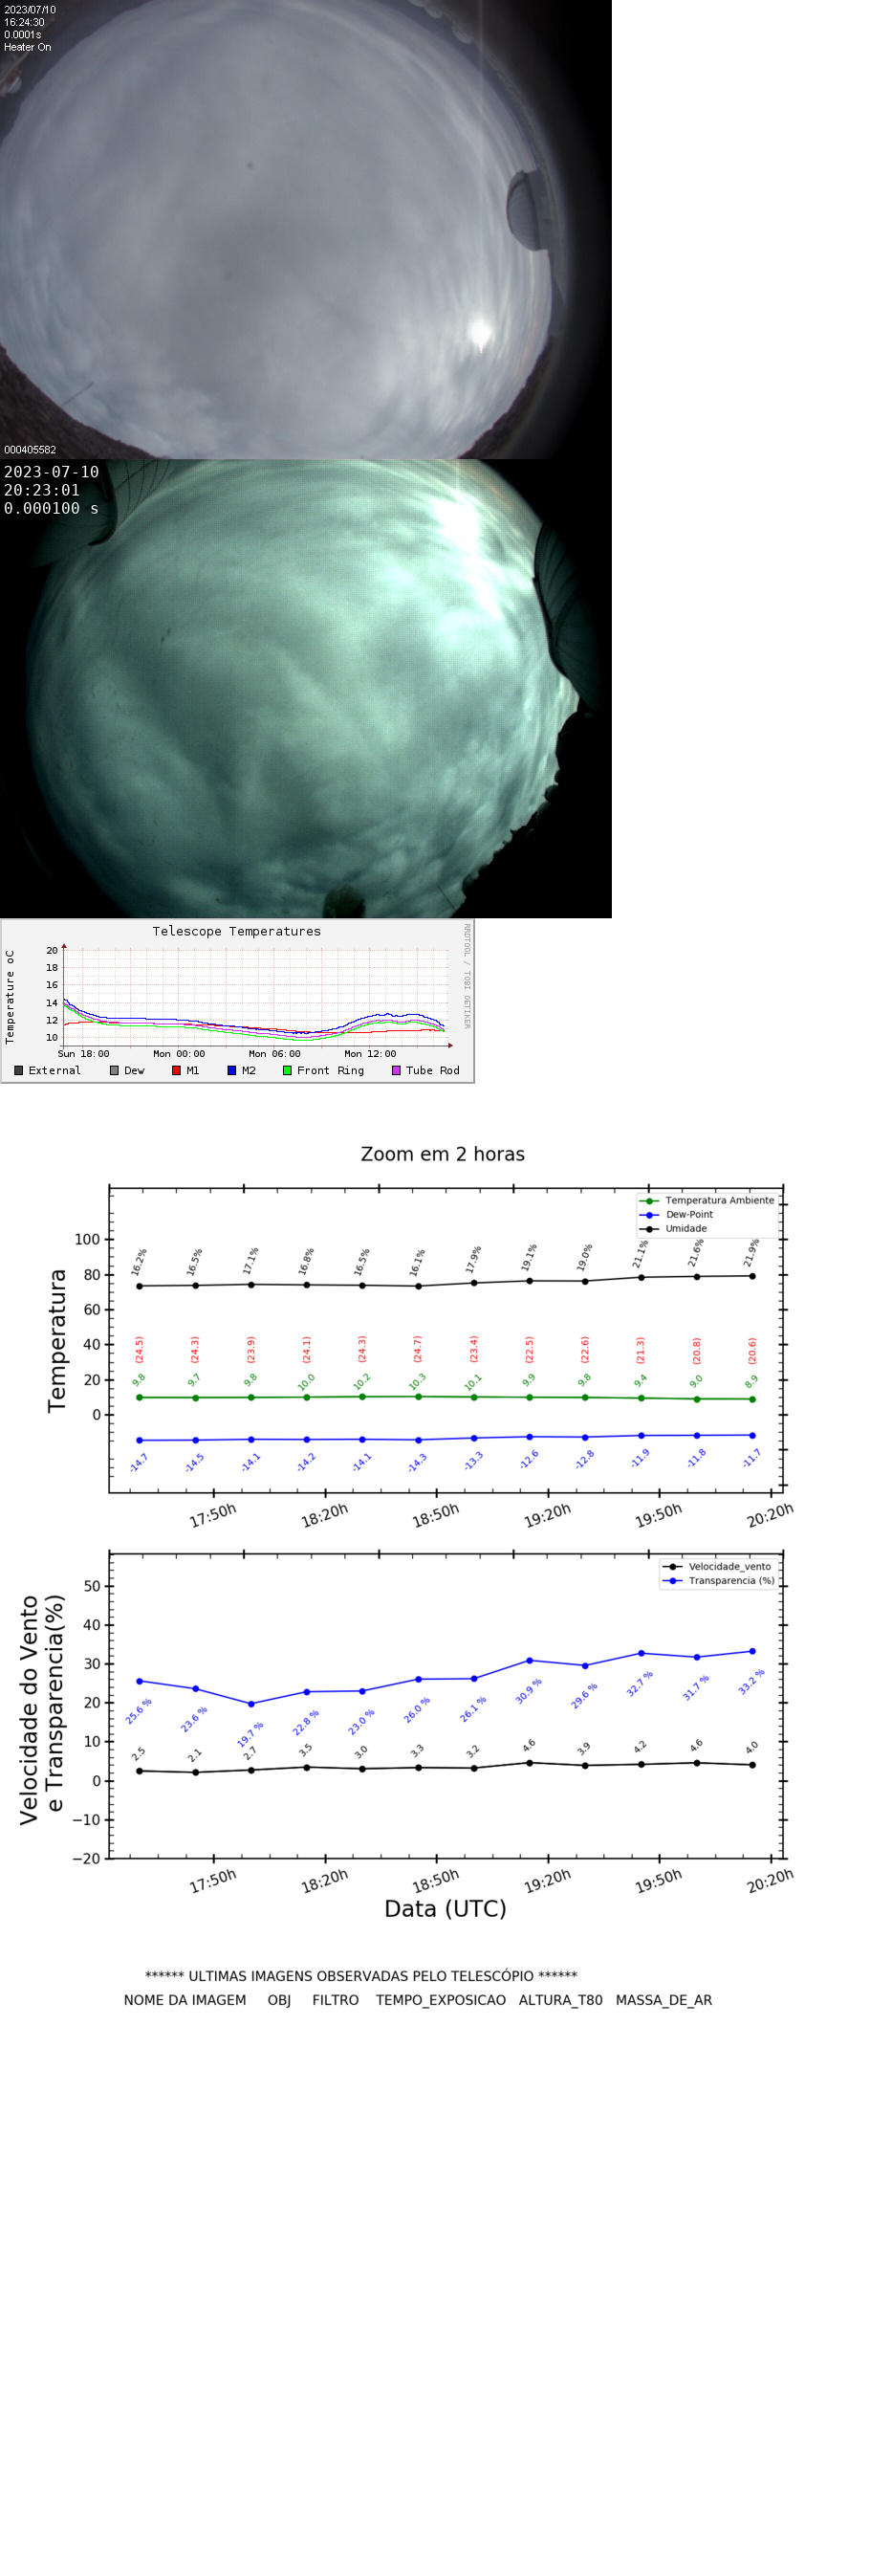 2023/07/10
16:24:30
0.0001s
Heater On
000405582
2023-07-10
20:23:01
0.000100 s
Telescope Temperatures
RRDTOOL / TOBI OETIKER
Temperature oC
20
18
16
14
12
10
Sun 18:00 Mon 00:00 Mon 06:00 Mon 12:00
External Dew M1 M2 Front Ring Tube Rod
Zoom em 2 horas
Temperatura
Temperatura Ambiente
Dew-Point
Umidade
100
80
60
40
20
0
16.2% 16.5% 17.1% 16.8% 16.5% 16.1% 17.9% 19.1% 19.0% 21.1% 21.6% 21.9%
(24.5) (24.3) (23.9) (24.1) (24.3) (24.7) (23.4) (22.5) (22.6) (21.3) (20.8) (20.6)
9.8 9.7 9.8 10.0 10.2 10.3 10.1 9.9 9.8 9.4 9.0 8.9
-14.7 -14.5 -14.1 -14.2 -14.1 -14.3 -13.3 -12.6 -12.8 -11.9 -11.8 -11.7
17:50h 18:20h 18:50h 19:20h 19:50h 20:20h
Velocidade do Vento
e Transparencia(%)
Velocidade_vento
Transparencia (%)
50
40
30
20
10
0
−10
−20
25.6 % 23.6 % 19.7 % 22.8 % 23.0 % 26.0 % 26.1 % 30.9 % 29.6 % 32.7 % 31.7 % 33.2 %
2.5 2.1 2.7 3.5 3.0 3.3 3.2 4.6 3.9 4.2 4.6 4.0
17:50h 18:20h 18:50h 19:20h 19:50h 20:20h
Data (UTC)
****** ULTIMAS IMAGENS OBSERVADAS PELO TELESCÓPIO ******
NOME DA IMAGEM OBJ FILTRO TEMPO_EXPOSICAO ALTURA_T80 MASSA_DE_AR